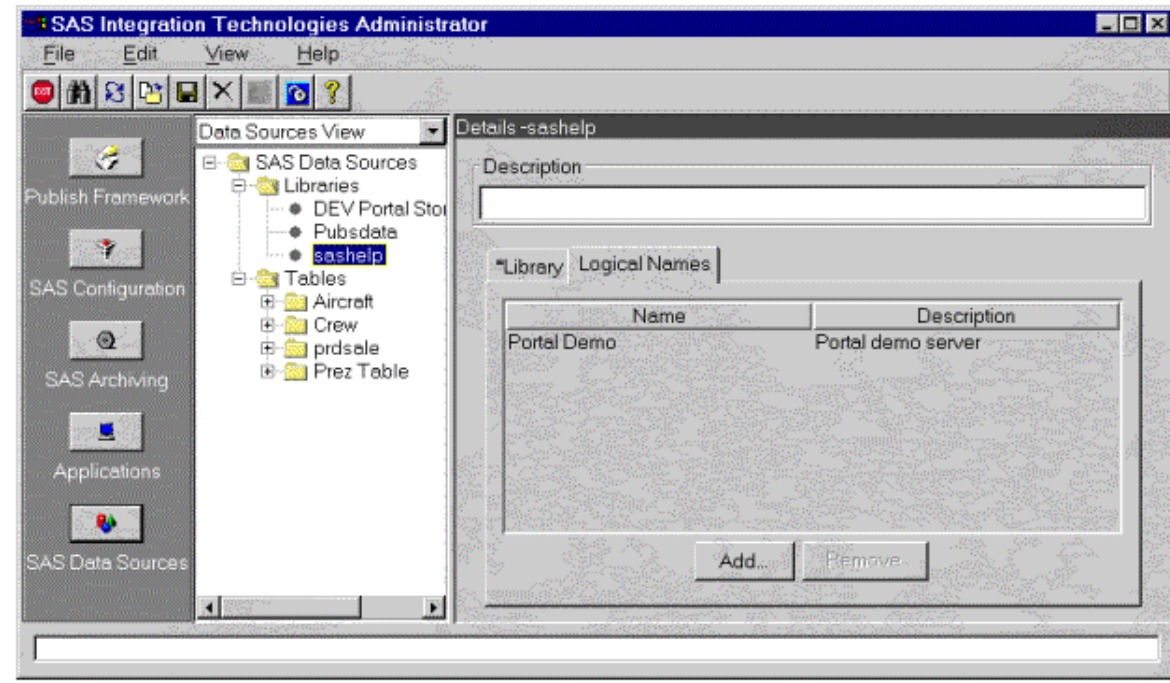 SAS Integration Technologies Administrator
File Edit View Help
EXIT
?
Publish Framework
SAS Configuration
SAS Archiving
Applications
SAS Data Sources
Data Sources View
SAS Data Sources
Libraries
DEV Portal Stor
Pubsdata
sashelp
Tables
Aircraft
Crew
prdsale
Prez Table
Details -sashelp
Description
*Library Logical Names
Name Description
Portal Demo Portal demo server
Add... Remove